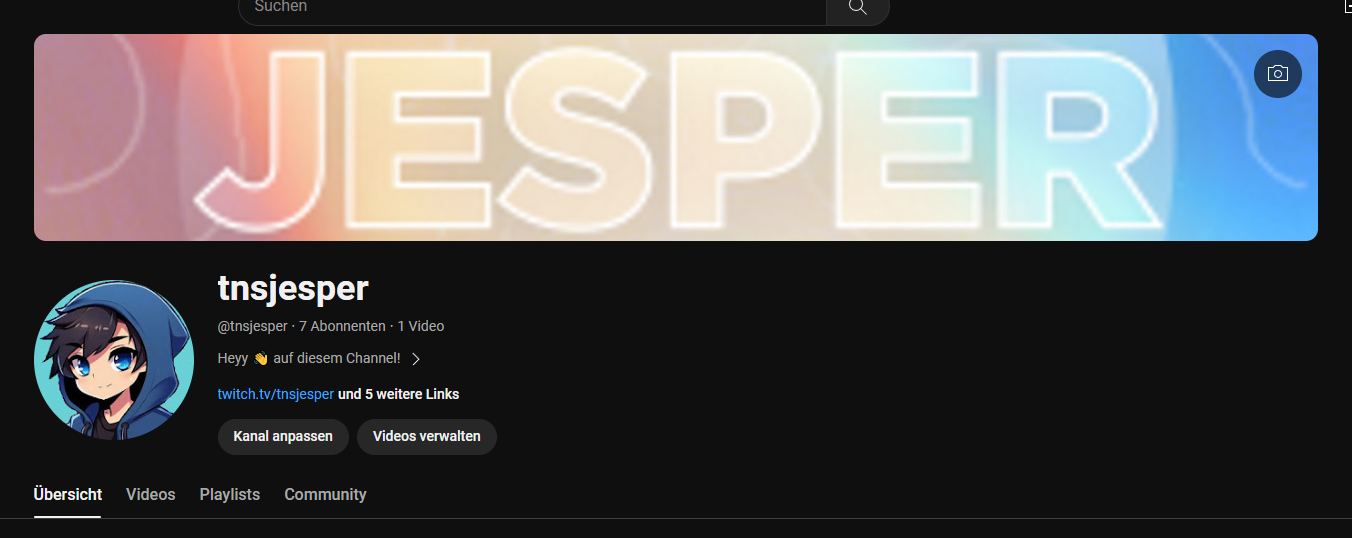 Suchen
JESPER
tnsjesper
@tnsjesper · 7 Abonnenten · 1 Video
Heyy 👋 auf diesem Channel!
twitch.tv/tnsjesper und 5 weitere Links
Kanal anpassen Videos verwalten
Übersicht Videos Playlists Community